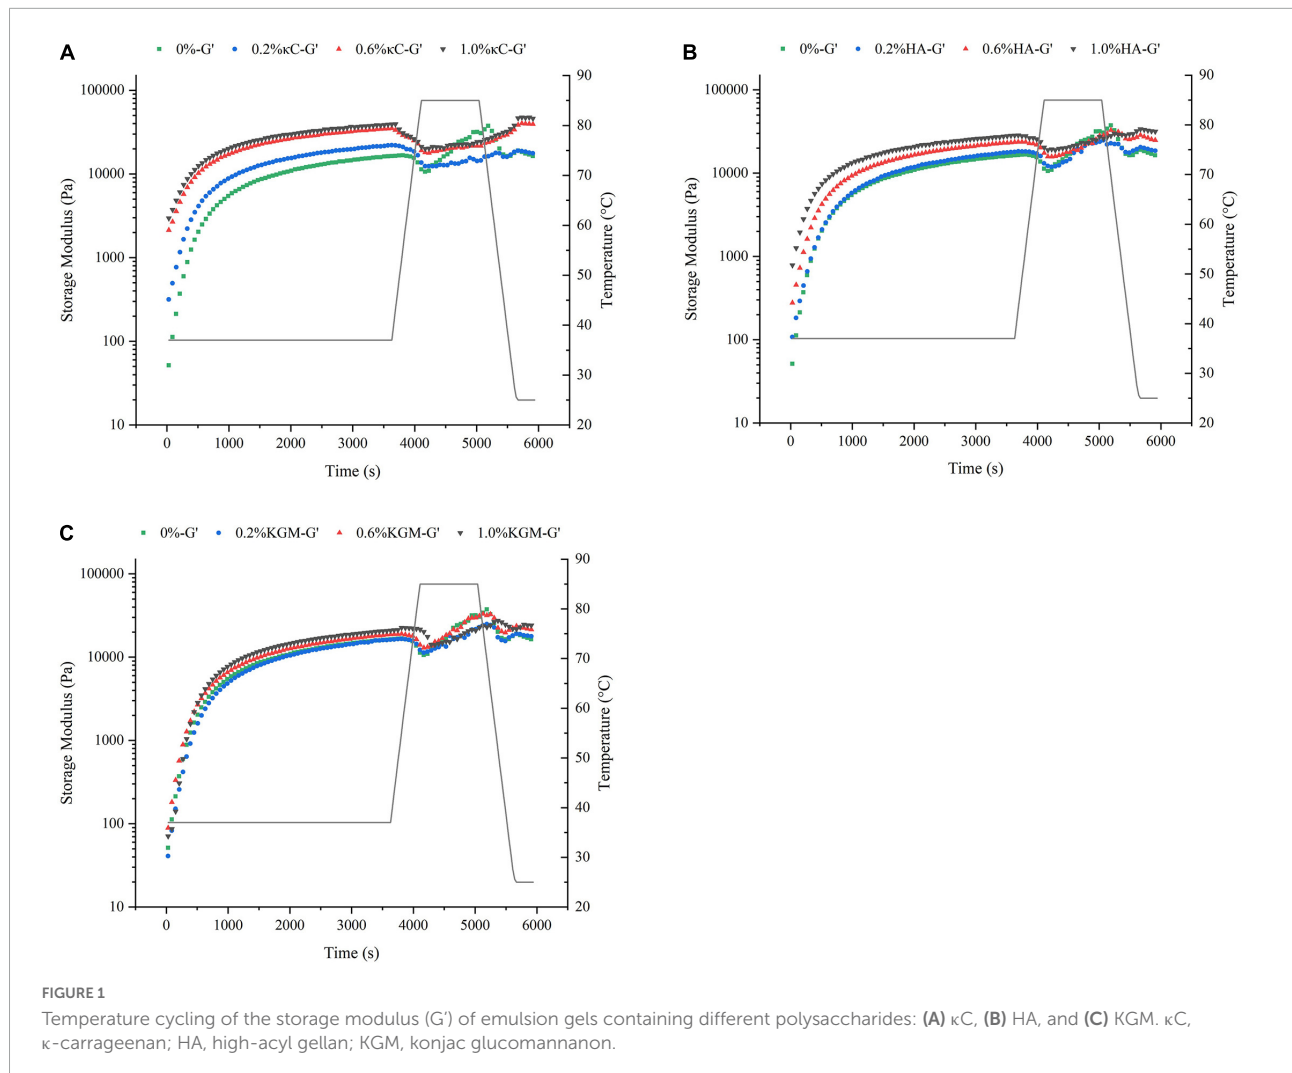 A
0%-G' 0.2%κC-G' 0.6%κC-G' 1.0%κC-G'
100000
10000
1000
100
10
Storage Modulus (Pa)
90
80
70
60
50
40
30
20
Temperature (°C)
0 1000 2000 3000 4000 5000 6000
Time (s)
B
0%-G' 0.2%HA-G' 0.6%HA-G' 1.0%HA-G'
100000
10000
1000
100
10
Storage Modulus (Pa)
90
80
70
60
50
40
30
20
Temperature (°C)
0 1000 2000 3000 4000 5000 6000
Time (s)
C
0%-G' 0.2%KGM-G' 0.6%KGM-G' 1.0%KGM-G'
100000
10000
1000
100
10
Storage Modulus (Pa)
90
80
70
60
50
40
30
20
Temperature (°C)
0 1000 2000 3000 4000 5000 6000
Time (s)
FIGURE 1
Temperature cycling of the storage modulus (G′) of emulsion gels containing different polysaccharides: (A) κC, (B) HA, and (C) KGM. κC,
κ-carrageenan; HA, high-acyl gellan; KGM, konjac glucomannanon.